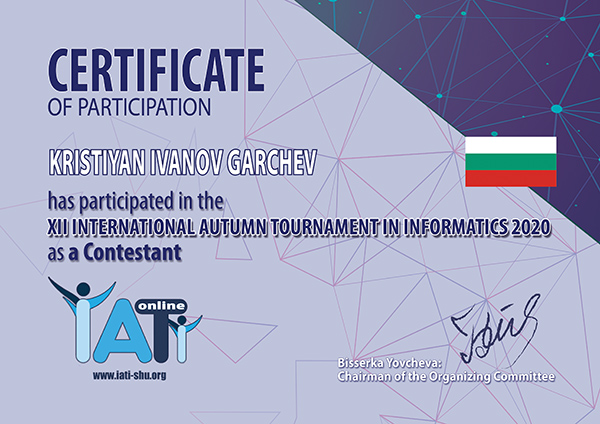 CERTIFICATE
OF PARTICIPATION
KRISTIYAN IVANOV GARCHEV
has participated in the
XII INTERNATIONAL AUTUMN TOURNAMENT IN INFORMATICS 2020
as a Contestant
online
IATI
www.iati-shu.org
Bisserka Yovcheva:
Chairman of the Organizing Committee